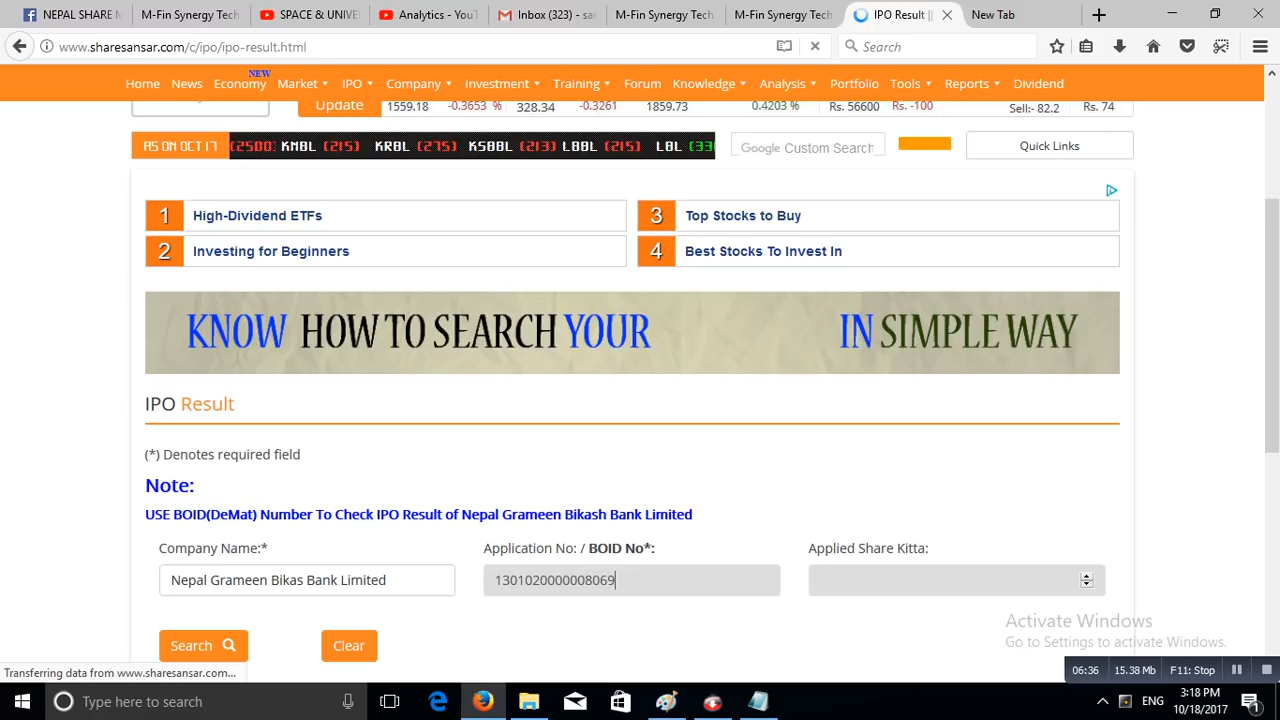 NEPAL SHARE M
M-Fin Synergy Tech
SPACE & UNIVE
Analytics - YouT
Inbox (323) - sar
M-Fin Synergy Tech
M-Fin Synergy Tech
IPO Result ||
New Tab
www.sharesansar.com/c/ipo/ipo-result.html
Search
NEW
Home News Economy Market IPO Company Investment Training Forum Knowledge Analysis Portfolio Tools Reports Dividend
Update 1559.18 -0.3653 % 328.34 -0.3261 1859.73 0.4203 % Rs. 56600 Rs. -100 Sell:- 82.2 Rs. 74
AS ON OCT 17 (2500) KMBL (215) KRBL (275) KSBBL (213) LBBL (215) LBL (33
Google Custom Search
Quick Links
1 High-Dividend ETFs
3 Top Stocks to Buy
2 Investing for Beginners
4 Best Stocks To Invest In
KNOW HOW TO SEARCH YOUR IN SIMPLE WAY
IPO Result
(*) Denotes required field
Note:
USE BOID(DeMat) Number To Check IPO Result of Nepal Grameen Bikash Bank Limited
Company Name:* Application No: / BOID No*: Applied Share Kitta:
Nepal Grameen Bikas Bank Limited 1301020000008069
Search Clear
Activate Windows
Go to Settings to activate Windows.
Transferring data from www.sharesansar.com...
06:36 15.38 Mb F11: Stop
Type here to search
ENG
3:18 PM
10/18/2017
1